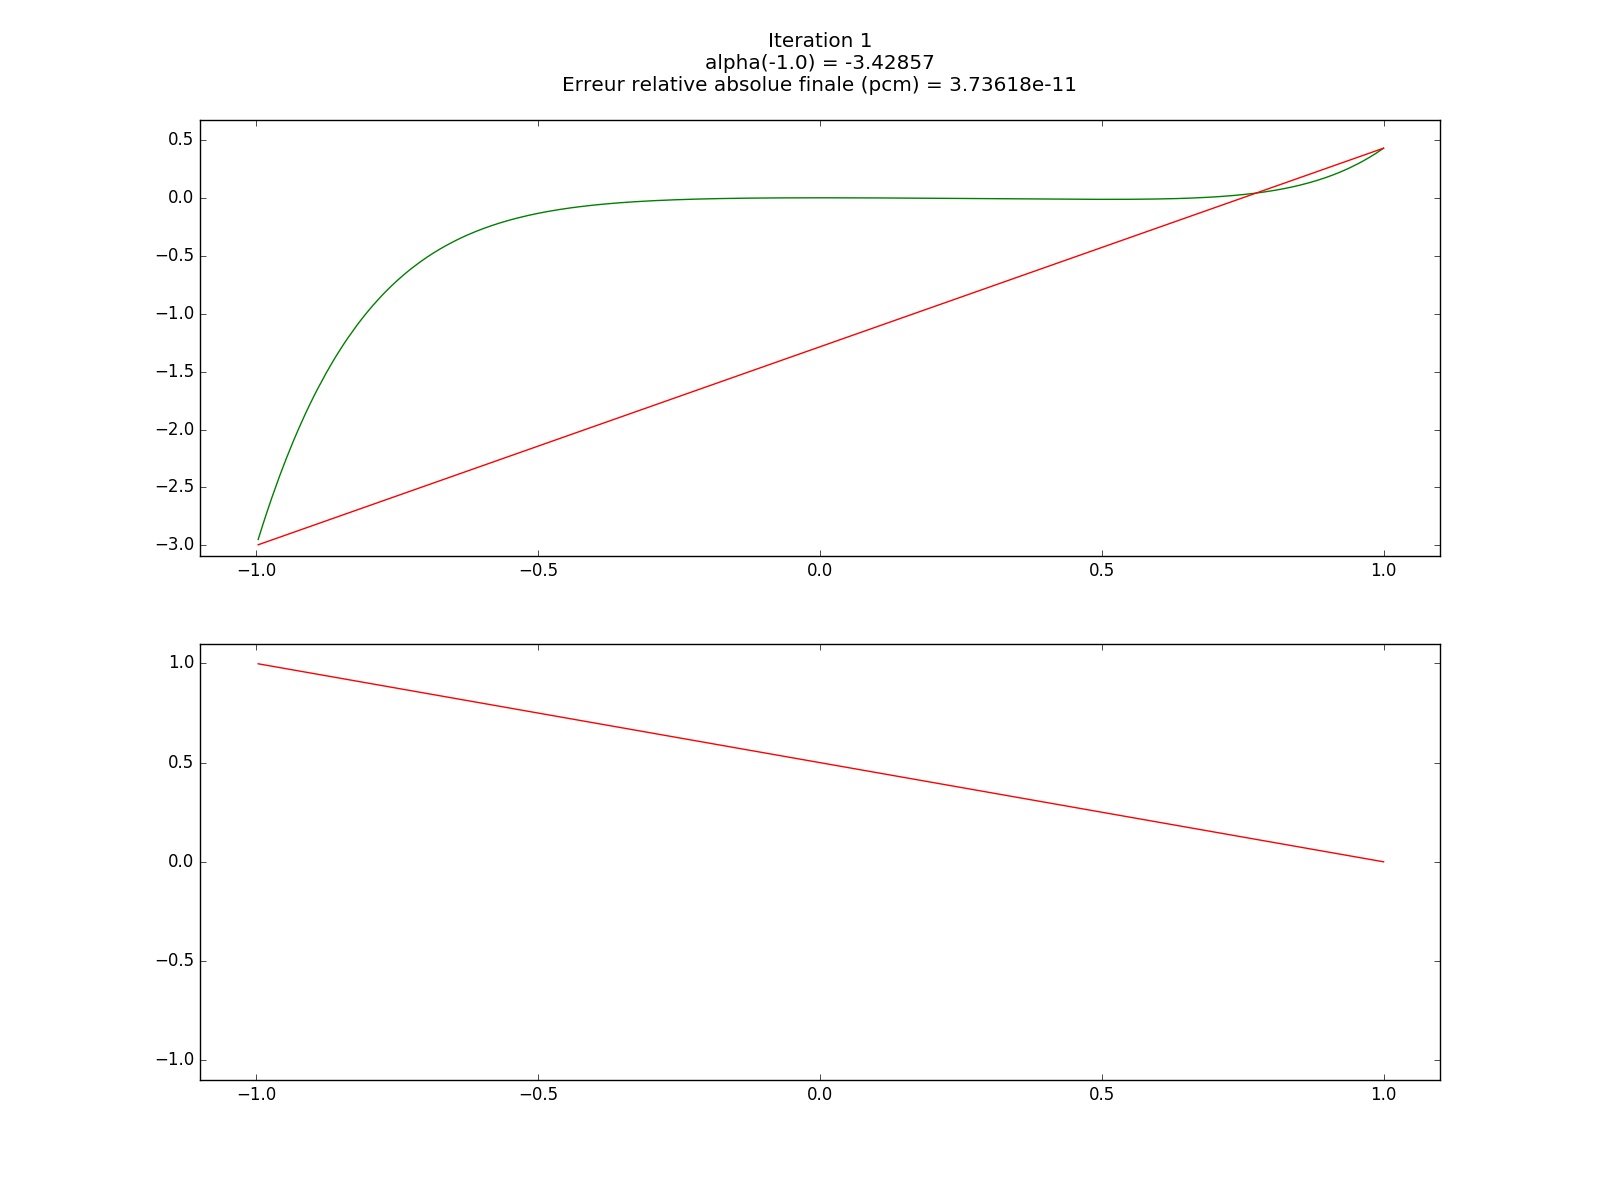 Iteration 1
alpha(-1.0) = -3.42857
Erreur relative absolue finale (pcm) = 3.73618e-11
0.5
0.0
−0.5
−1.0
−1.5
−2.0
−2.5
−3.0
−1.0 −0.5 0.0 0.5 1.0
1.0
0.5
0.0
−0.5
−1.0
−1.0 −0.5 0.0 0.5 1.0